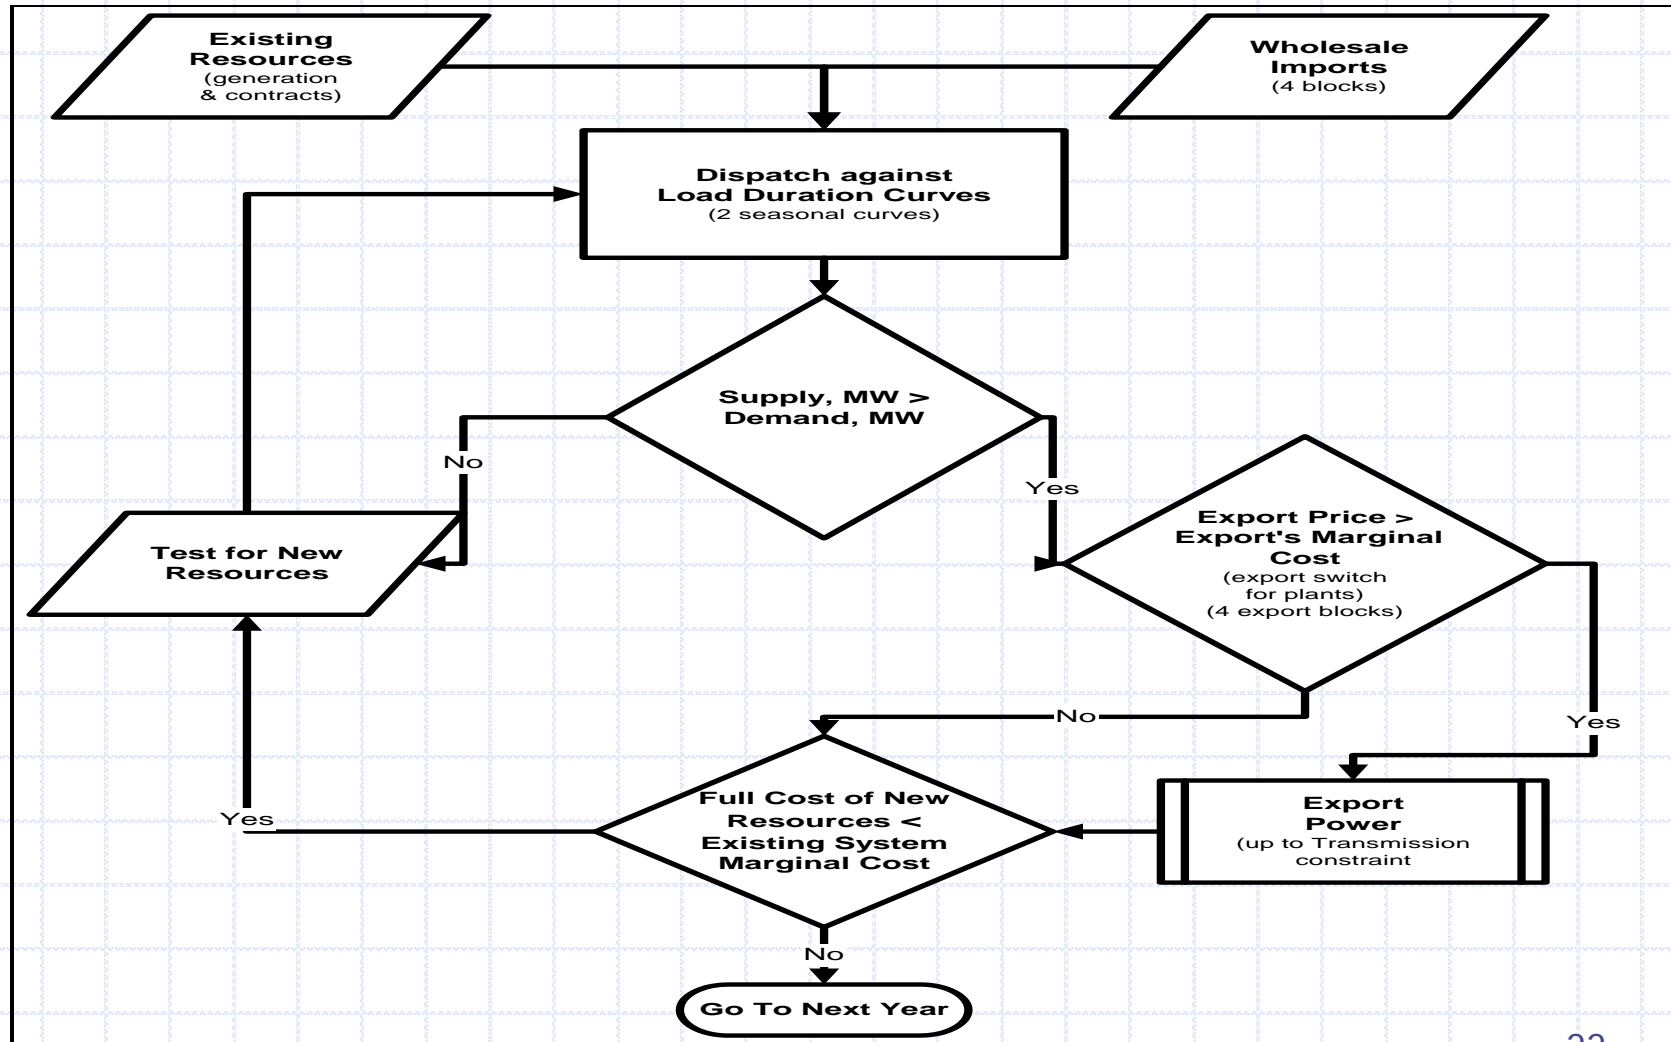 Existing
Resources
(generation
& contracts)
Wholesale
Imports
(4 blocks)
Dispatch against
Load Duration Curves
(2 seasonal curves)
Supply, MW >
Demand, MW
No
Yes
Export Price >
Export's Marginal
Cost
(export switch
for plants)
(4 export blocks)
Test for New
Resources
No
Yes
Full Cost of New
Resources <
Existing System
Marginal Cost
Yes
Export
Power
(up to Transmission
constraint
No
Go To Next Year